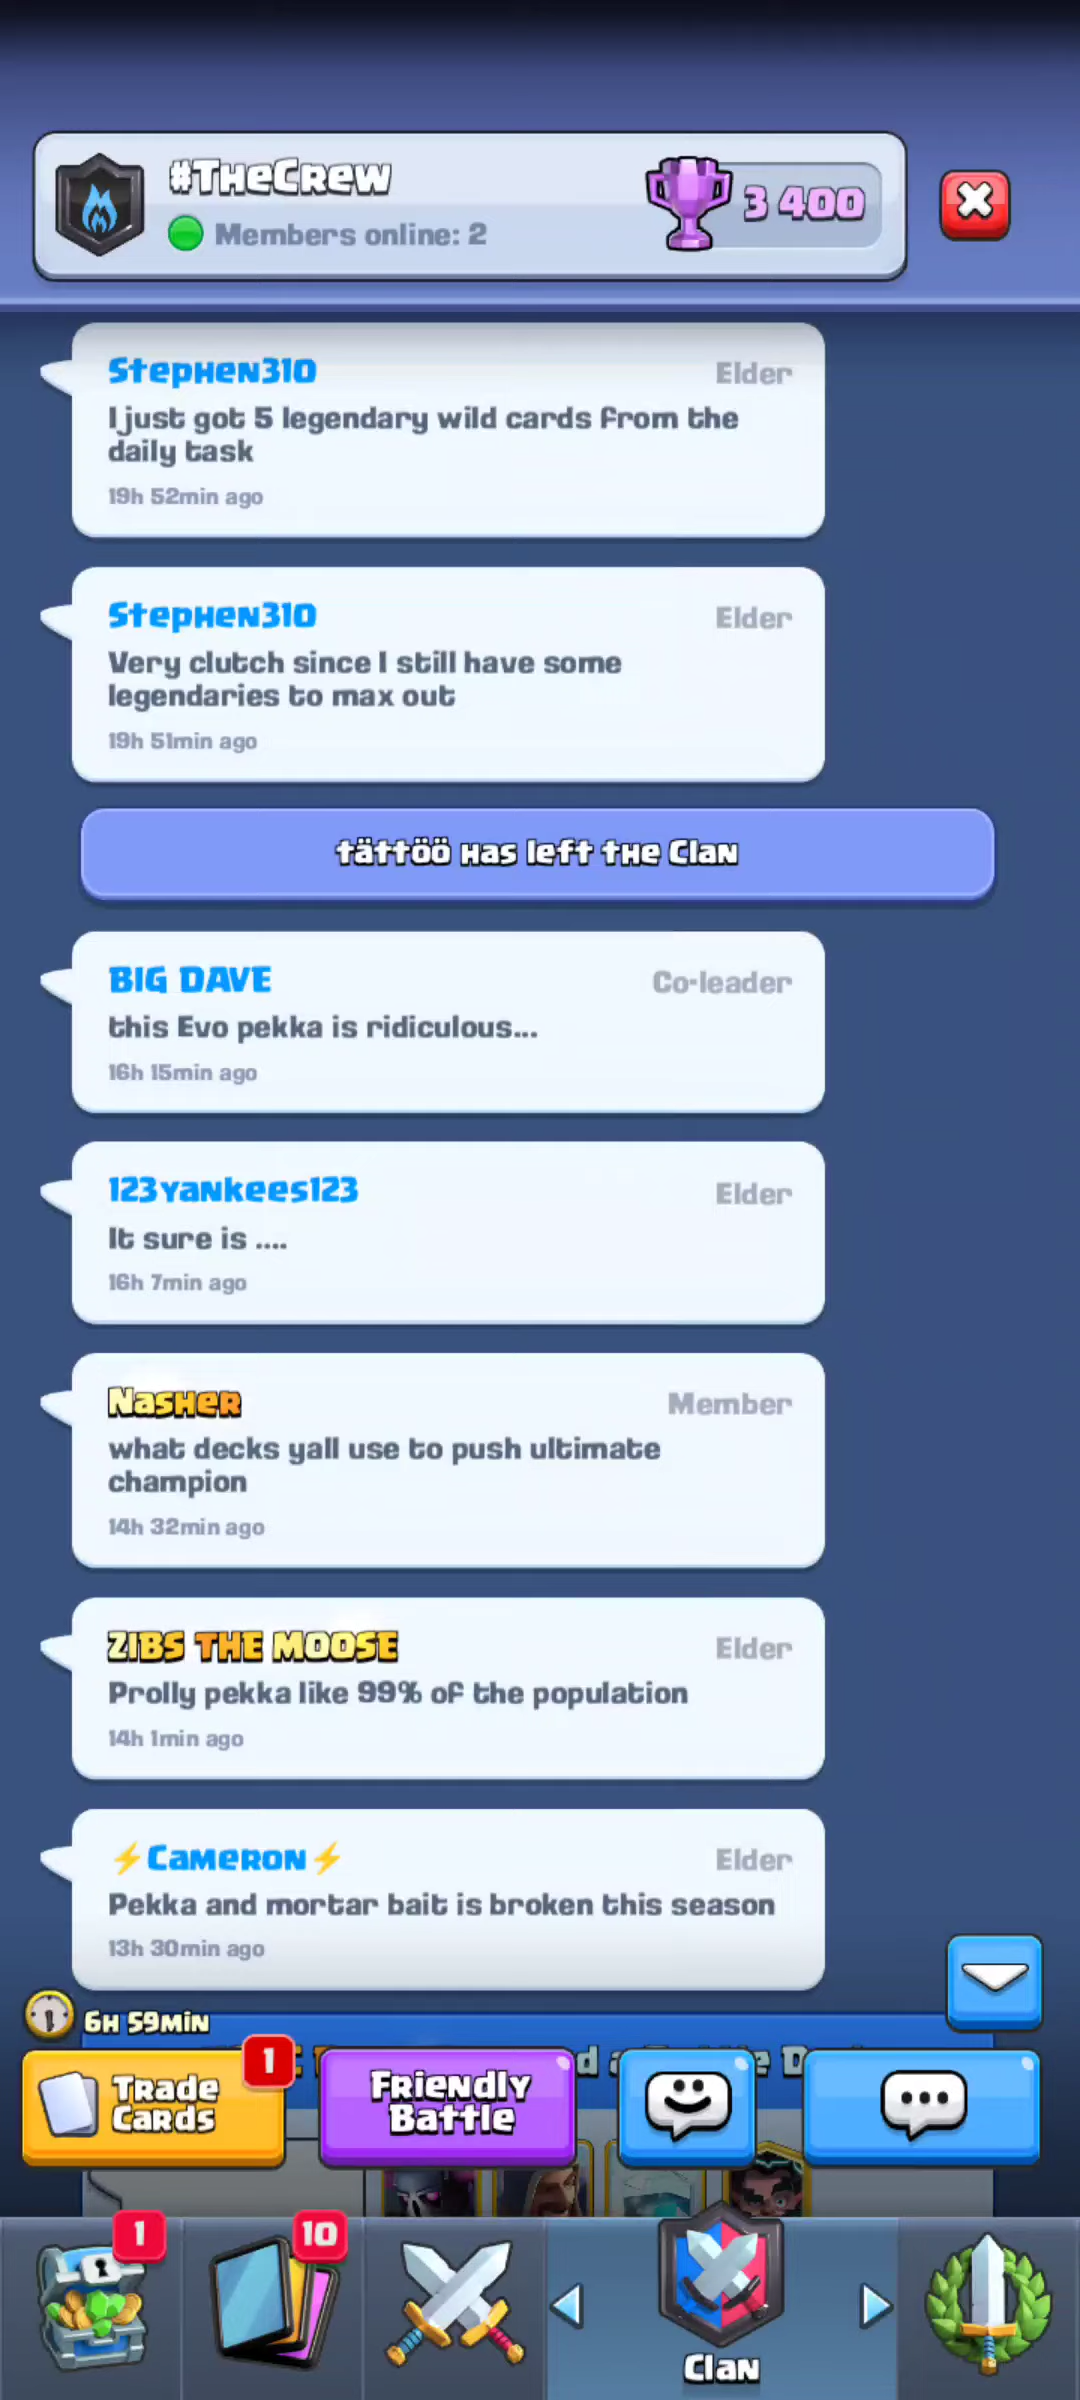 #TheCrew
Members online: 2
3 400
Stephen310
Elder
I just got 5 legendary wild cards from the
daily task
19h 52min ago
Stephen310
Elder
Very clutch since I still have some
legendaries to max out
19h 51min ago
tättöö has left the Clan
BIG DAVE
Co-leader
this Evo pekka is ridiculous...
16h 15min ago
123yankees123
Elder
It sure is ....
16h 7min ago
Nasher
Member
what decks yall use to push ultimate
champion
14h 32min ago
ZIBS THE MOOSE
Elder
Prolly pekka like 99% of the population
14h 1min ago
⚡Cameron⚡
Elder
Pekka and mortar bait is broken this season
13h 30min ago
6h 59min
1
Trade
Cards
Friendly
Battle
1
10
Clan